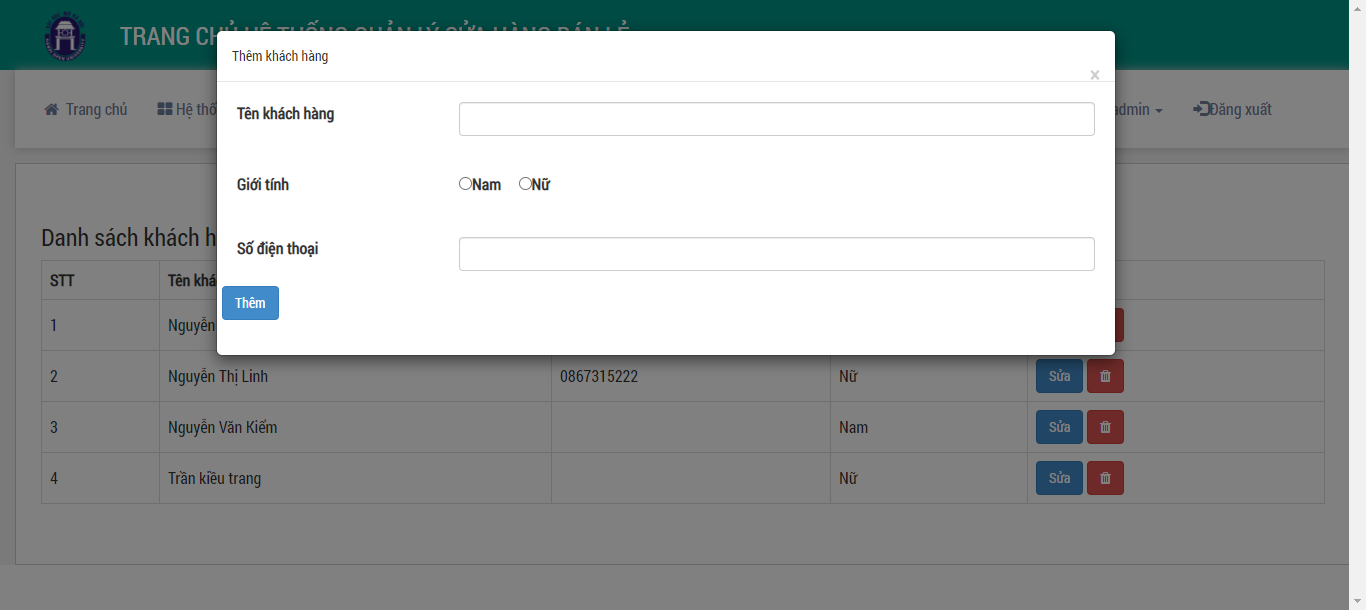 TRANG CHỦ HỆ THỐNG QUẢN LÝ CỬA HÀNG BÁN LẺ
Thêm khách hàng
×
Trang chủ
Hệ thố
admin
Đăng xuất
Tên khách hàng
Giới tính
Nam
Nữ
Số điện thoại
Thêm
Danh sách khách h
STT
Tên khá
1
Nguyễn
2
Nguyễn Thị Linh
0867315222
Nữ
Sửa
3
Nguyễn Văn Kiểm
Nam
Sửa
4
Trần kiều trang
Nữ
Sửa